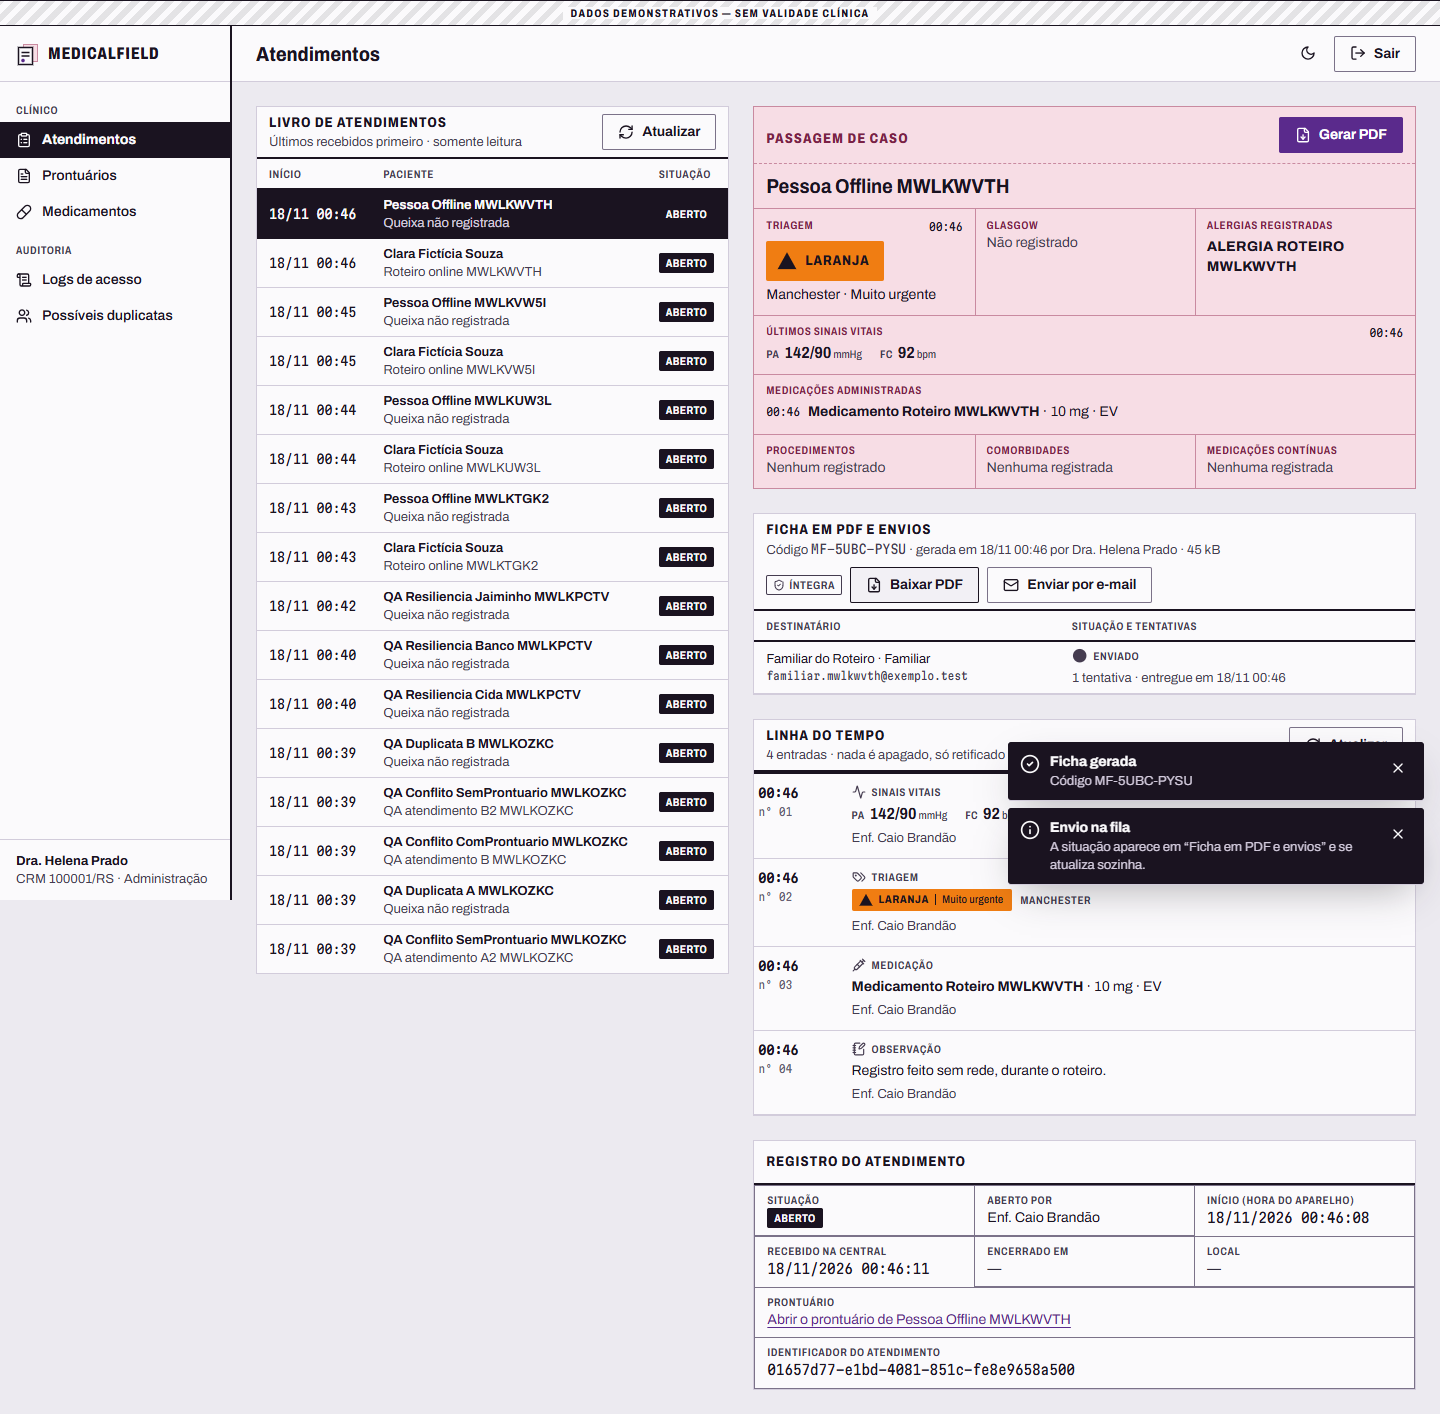 DADOS DEMONSTRATIVOS — SEM VALIDADE CLÍNICA
MEDICALFIELD
Atendimentos
Sair
CLÍNICO
Atendimentos
Prontuários
Medicamentos
AUDITORIA
Logs de acesso
Possíveis duplicatas
Dra. Helena Prado
CRM 100001/RS · Administração
LIVRO DE ATENDIMENTOS
Últimos recebidos primeiro · somente leitura
Atualizar
INÍCIO PACIENTE SITUAÇÃO
18/11 00:46 Pessoa Offline MWLKWVTH ABERTO
Queixa não registrada
18/11 00:46 Clara Fictícia Souza ABERTO
Roteiro online MWLKWVTH
18/11 00:45 Pessoa Offline MWLKVW5I ABERTO
Queixa não registrada
18/11 00:45 Clara Fictícia Souza ABERTO
Roteiro online MWLKVW5I
18/11 00:44 Pessoa Offline MWLKUW3L ABERTO
Queixa não registrada
18/11 00:44 Clara Fictícia Souza ABERTO
Roteiro online MWLKUW3L
18/11 00:43 Pessoa Offline MWLKTGK2 ABERTO
Queixa não registrada
18/11 00:43 Clara Fictícia Souza ABERTO
Roteiro online MWLKTGK2
18/11 00:42 QA Resiliencia Jaiminho MWLKPCTV ABERTO
Queixa não registrada
18/11 00:40 QA Resiliencia Banco MWLKPCTV ABERTO
Queixa não registrada
18/11 00:40 QA Resiliencia Cida MWLKPCTV ABERTO
Queixa não registrada
18/11 00:39 QA Duplicata B MWLKOZKC ABERTO
Queixa não registrada
18/11 00:39 QA Conflito SemProntuario MWLKOZKC ABERTO
QA atendimento B2 MWLKOZKC
18/11 00:39 QA Conflito ComProntuario MWLKOZKC ABERTO
QA atendimento B MWLKOZKC
18/11 00:39 QA Duplicata A MWLKOZKC ABERTO
Queixa não registrada
18/11 00:39 QA Conflito SemProntuario MWLKOZKC ABERTO
QA atendimento A2 MWLKOZKC
PASSAGEM DE CASO
Gerar PDF
Pessoa Offline MWLKWVTH
TRIAGEM 00:46
LARANJA
Manchester · Muito urgente
GLASGOW
Não registrado
ALERGIAS REGISTRADAS
ALERGIA ROTEIRO
MWLKWVTH
ÚLTIMOS SINAIS VITAIS 00:46
PA 142/90 mmHg FC 92 bpm
MEDICAÇÕES ADMINISTRADAS
00:46 Medicamento Roteiro MWLKWVTH · 10 mg · EV
PROCEDIMENTOS
Nenhum registrado
COMORBIDADES
Nenhuma registrada
MEDICAÇÕES CONTÍNUAS
Nenhuma registrada
FICHA EM PDF E ENVIOS
Código MF-5UBC-PYSU · gerada em 18/11 00:46 por Dra. Helena Prado · 45 kB
ÍNTEGRA
Baixar PDF
Enviar por e-mail
DESTINATÁRIO SITUAÇÃO E TENTATIVAS
Familiar do Roteiro · Familiar
familiar.mwlkwvth@exemplo.test
ENVIADO
1 tentativa · entregue em 18/11 00:46
LINHA DO TEMPO
4 entradas · nada é apagado, só retificado
Ficha gerada
Código MF-5UBC-PYSU
Envio na fila
A situação aparece em “Ficha em PDF e envios” e se
atualiza sozinha.
00:46 SINAIS VITAIS
n° 01 PA 142/90 mmHg FC 92
Enf. Caio Brandão
00:46 TRIAGEM
n° 02 LARANJA | Muito urgente MANCHESTER
Enf. Caio Brandão
00:46 MEDICAÇÃO
n° 03 Medicamento Roteiro MWLKWVTH · 10 mg · EV
Enf. Caio Brandão
00:46 OBSERVAÇÃO
n° 04 Registro feito sem rede, durante o roteiro.
Enf. Caio Brandão
REGISTRO DO ATENDIMENTO
SITUAÇÃO
ABERTO
ABERTO POR
Enf. Caio Brandão
INÍCIO (HORA DO APARELHO)
18/11/2026 00:46:08
RECEBIDO NA CENTRAL
18/11/2026 00:46:11
ENCERRADO EM
—
LOCAL
—
PRONTUÁRIO
Abrir o prontuário de Pessoa Offline MWLKWVTH
IDENTIFICADOR DO ATENDIMENTO
01657d77-e1bd-4081-851c-fe8e9658a500